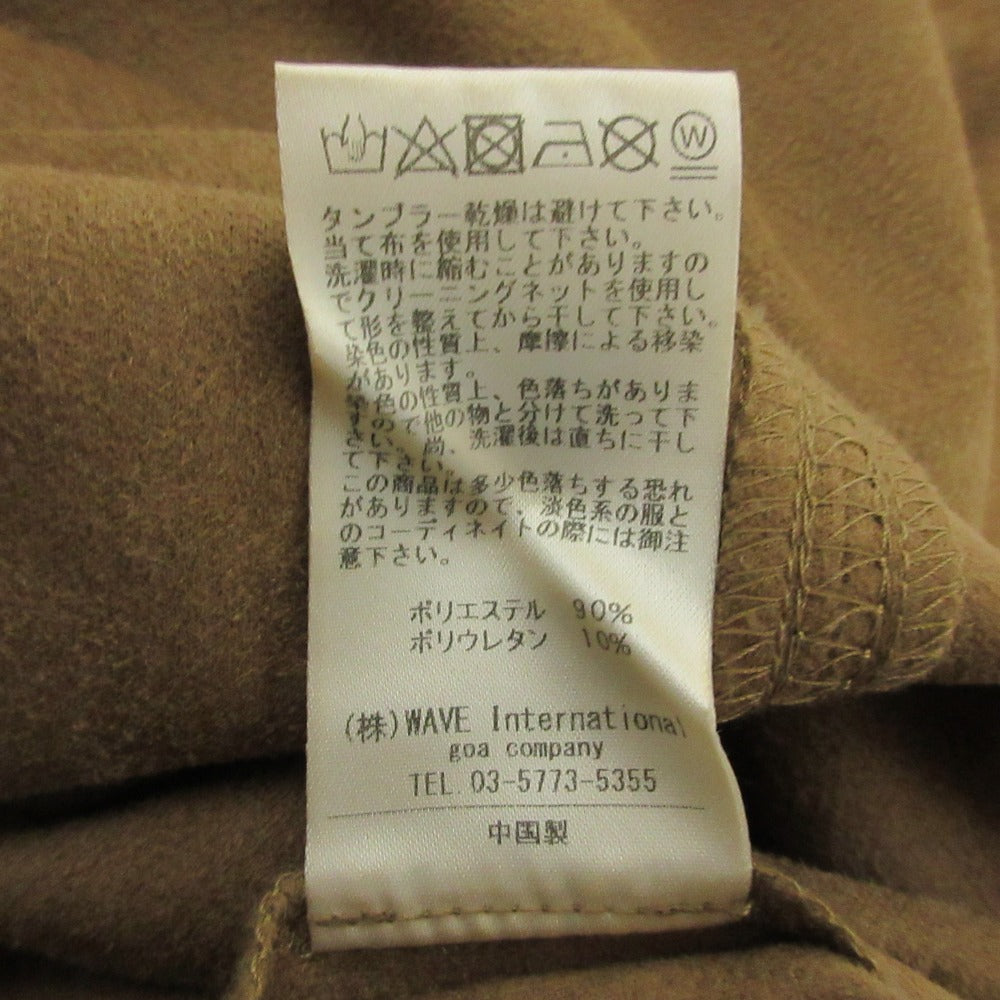 W
タンブラー乾燥は避けて下さい。
当て布を使用して下さい。
洗濯時に縮むことがありますの
でクリーニングネットを使用し
て形を整えてから干して下さい。
染色の性質上、摩擦による移染
があります。
染色の性質上、色落ちがありま
すので他の物と分けて洗って下
さい。尚、洗濯後は直ちに干し
て下さい。
この商品は多少色落ちする恐れ
がありますので、淡色系の服と
のコーディネイトの際には御注
意下さい。
ポリエステル 90%
ポリウレタン 10%
(株)WAVE International
goa company
TEL.03-5773-5355
中国製